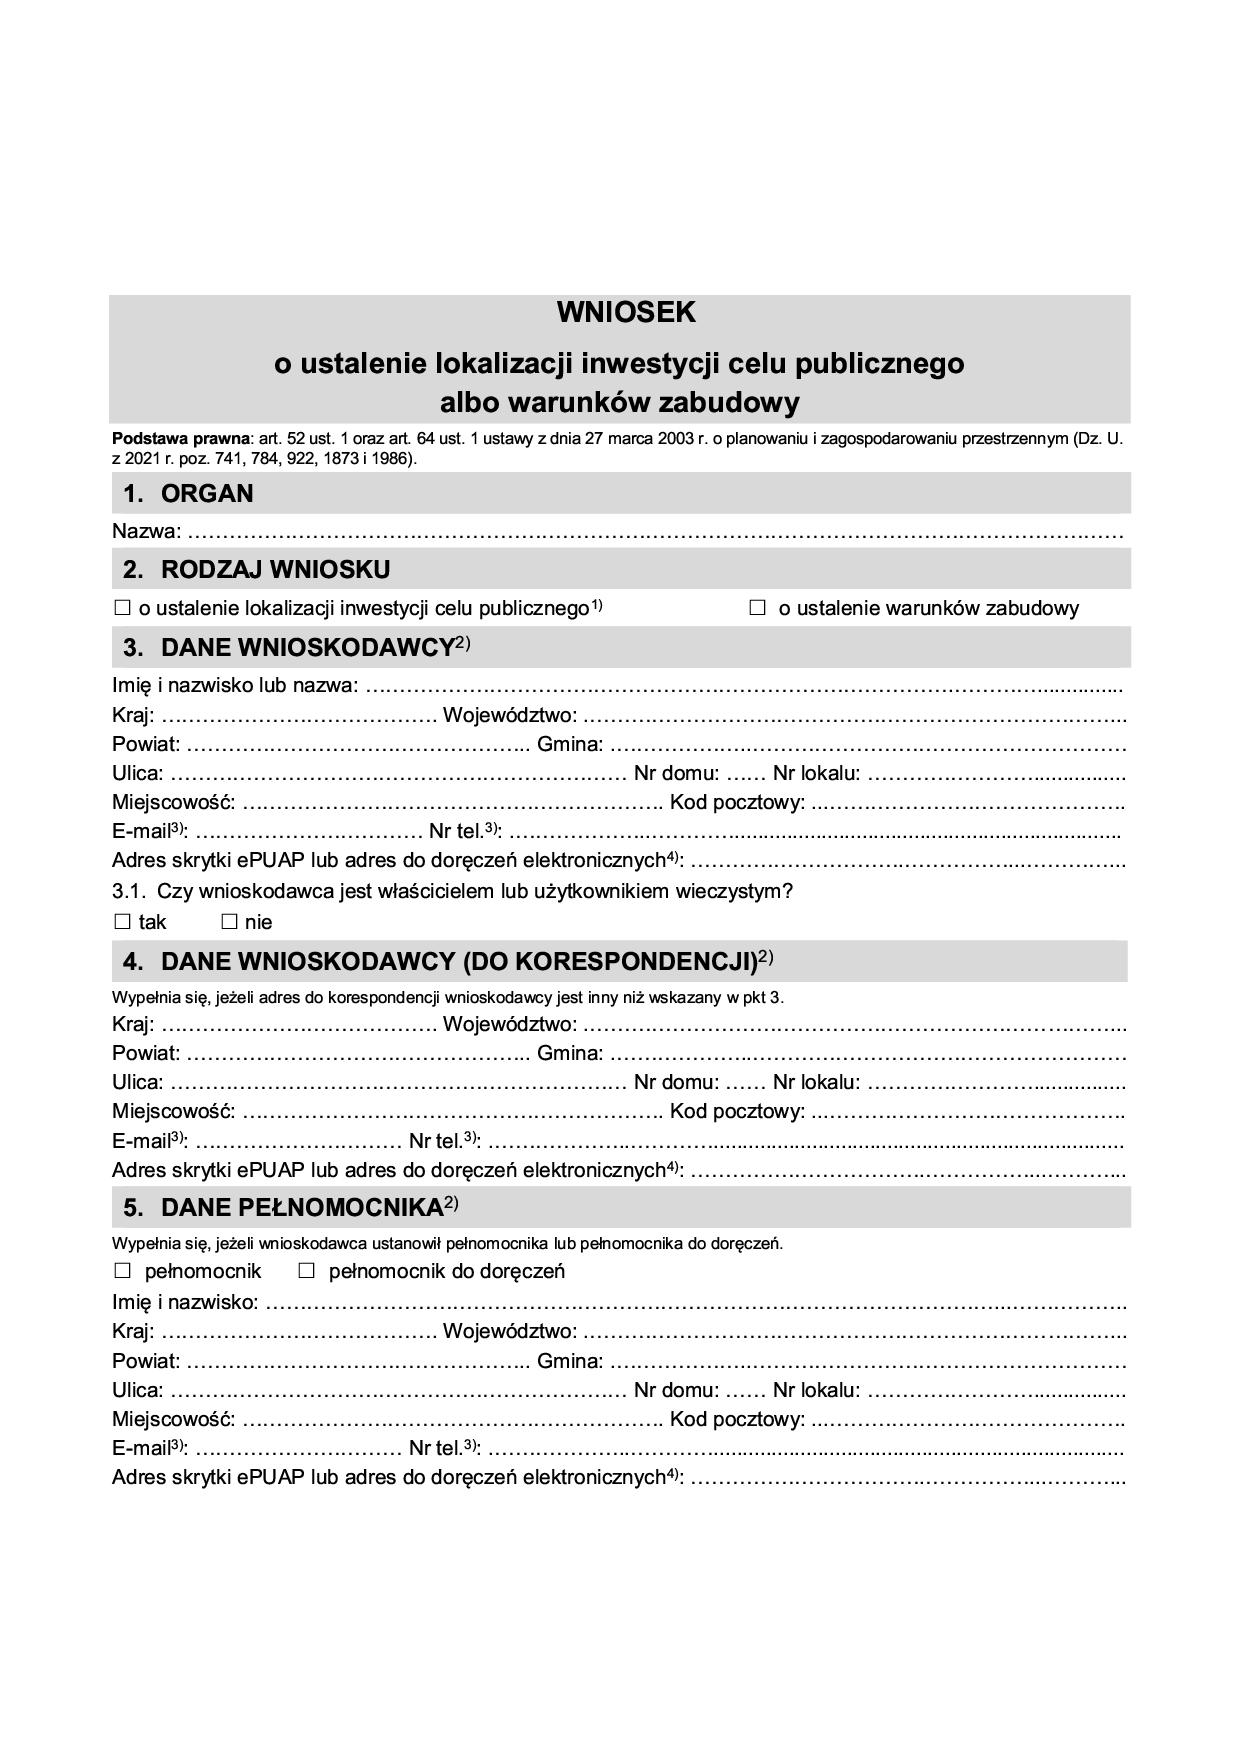 WNIOSEK
o ustalenie lokalizacji inwestycji celu publicznego
albo warunków zabudowy
Podstawa prawna: art. 52 ust. 1 oraz art. 64 ust. 1 ustawy z dnia 27 marca 2003 r. o planowaniu i zagospodarowaniu przestrzennym (Dz. U.
z 2021 r. poz. 741, 784, 922, 1873 i 1986).
1. ORGAN
Nazwa: ……………………………………………………………………………………………………………………
2. RODZAJ WNIOSKU
☐ o ustalenie lokalizacji inwestycji celu publicznego1) ☐ o ustalenie warunków zabudowy
3. DANE WNIOSKODAWCY2)
Imię i nazwisko lub nazwa: ……………………………………………………………………………………...............
Kraj: ………………………………… Województwo: …………………………………………………………………...
Powiat: ………………………………………….. Gmina: ………………………………………………………………
Ulica: ……………………………………………………… Nr domu: …… Nr lokalu: ……………………................
Miejscowość: ………………………………………………….. Kod pocztowy: ...…………………………………..
E-mail3): …………………………… Nr tel.3): …………………………......................................................................
Adres skrytki ePUAP lub adres do doręczeń elektronicznych4): ………………………………………...…………..
3.1. Czy wnioskodawca jest właścicielem lub użytkownikiem wieczystym?
☐ tak ☐ nie
4. DANE WNIOSKODAWCY (DO KORESPONDENCJI)2)
Wypełnia się, jeżeli adres do korespondencji wnioskodawcy jest inny niż wskazany w pkt 3.
Kraj: ………………………………… Województwo: …………………………………………………………………...
Powiat: ………………………………………….. Gmina: ………………………………………………………………
Ulica: ……………………………………………………… Nr domu: …… Nr lokalu: ……………………................
Miejscowość: ………………………………………………….. Kod pocztowy: ...…………………………………..
E-mail3): ………………………… Nr tel.3): …………………………........................................................................
Adres skrytki ePUAP lub adres do doręczeń elektronicznych4): ………………………………………...…………...
5. DANE PEŁNOMOCNIKA2)
Wypełnia się, jeżeli wnioskodawca ustanowił pełnomocnika lub pełnomocnika do doręczeń.
☐ pełnomocnik ☐ pełnomocnik do doręczeń
Imię i nazwisko: …………………………………………………………………………………………...…………..
Kraj: ………………………………… Województwo: …………………………………………………………………...
Powiat: ………………………………………….. Gmina: ………………………………………………………………
Ulica: ……………………………………………………… Nr domu: …… Nr lokalu: ……………………................
Miejscowość: ………………………………………………….. Kod pocztowy: ...…………………………………..
E-mail3): ………………………… Nr tel.3): …………………………........................................................................
Adres skrytki ePUAP lub adres do doręczeń elektronicznych4): ………………………………………...………...